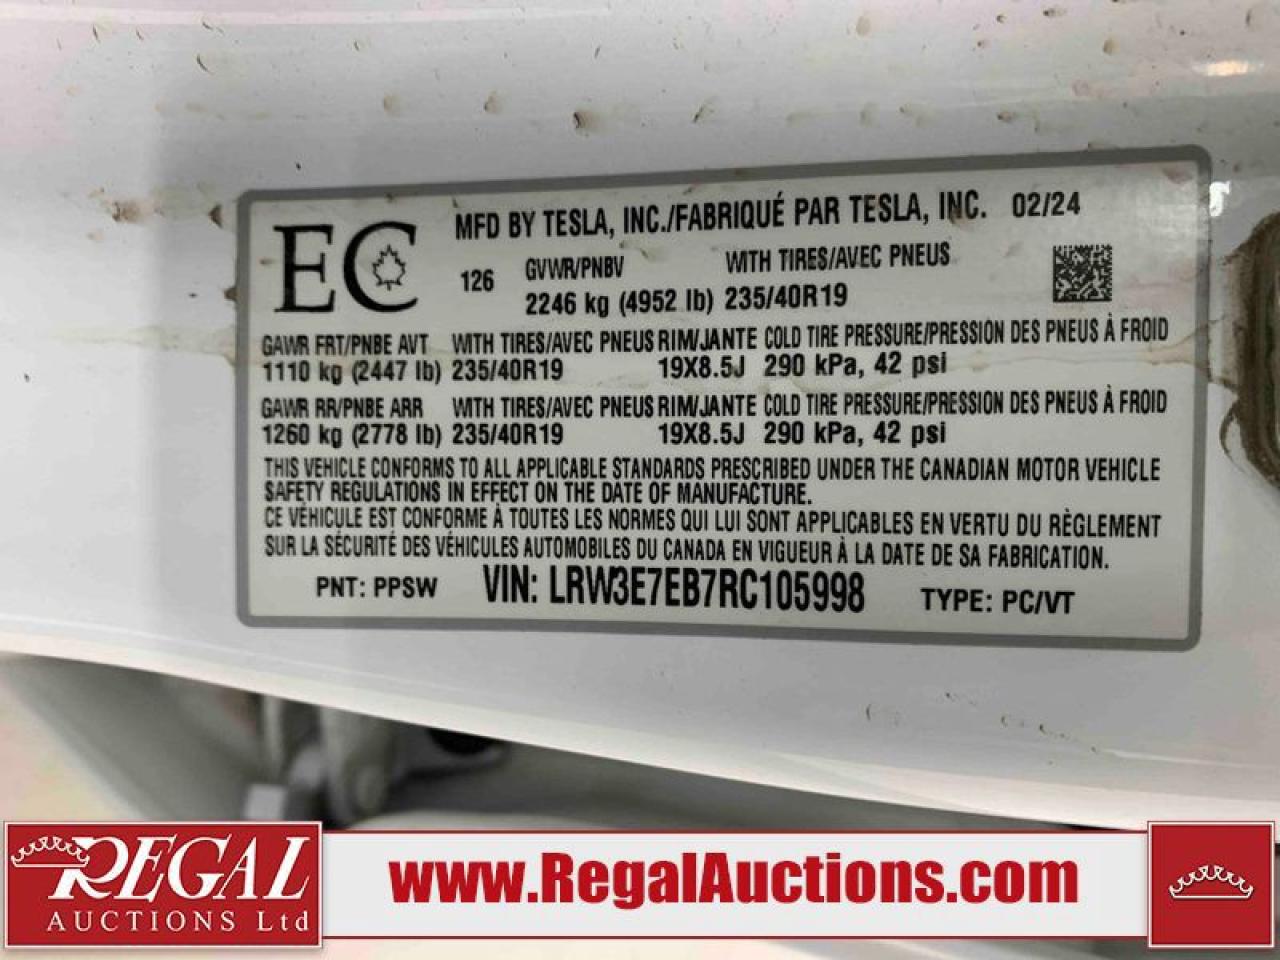 EC
MFD BY TESLA, INC./FABRIQUÉ PAR TESLA, INC. 02/24
126
GVWR/PNBV WITH TIRES/AVEC PNEUS
2246 kg (4952 lb) 235/40R19
GAWR FRT/PNBE AVT WITH TIRES/AVEC PNEUS RIM/JANTE COLD TIRE PRESSURE/PRESSION DES PNEUS À FROID
1110 kg (2447 lb) 235/40R19 19X8.5J 290 kPa, 42 psi
GAWR RR/PNBE ARR WITH TIRES/AVEC PNEUS RIM/JANTE COLD TIRE PRESSURE/PRESSION DES PNEUS À FROID
1260 kg (2778 lb) 235/40R19 19X8.5J 290 kPa, 42 psi
THIS VEHICLE CONFORMS TO ALL APPLICABLE STANDARDS PRESCRIBED UNDER THE CANADIAN MOTOR VEHICLE
SAFETY REGULATIONS IN EFFECT ON THE DATE OF MANUFACTURE.
CE VÉHICULE EST CONFORME À TOUTES LES NORMES QUI LUI SONT APPLICABLES EN VERTU DU RÈGLEMENT
SUR LA SÉCURITÉ DES VÉHICULES AUTOMOBILES DU CANADA EN VIGUEUR À LA DATE DE SA FABRICATION.
PNT: PPSW VIN: LRW3E7EB7RC105998 TYPE: PC/VT
REGAL
AUCTIONS Ltd
www.RegalAuctions.com